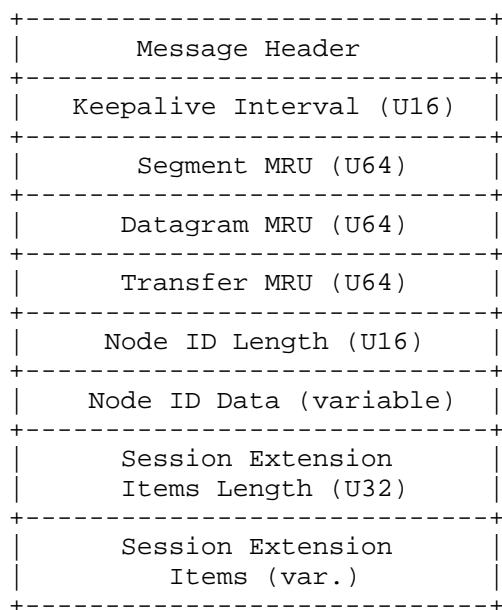 Message Header
Keepalive Interval (U16)
Segment MRU (U64)
Datagram MRU (U64)
Transfer MRU (U64)
Node ID Length (U16)
Node ID Data (variable)
Session Extension
Items Length (U32)
Session Extension
Items (var.)